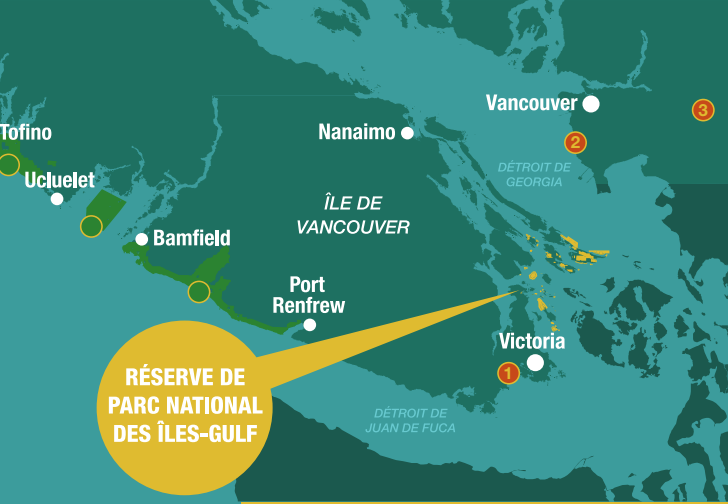 Vancouver
3
Tofino
Nanaimo
2
DÉTROIT DE
GEORGIA
Ucluelet
ÎLE DE
VANCOUVER
Bamfield
Port
Renfrew
Victoria
1
RÉSERVE DE
PARC NATIONAL
DES ÎLES-GULF
DÉTROIT DE
JUAN DE FUCA